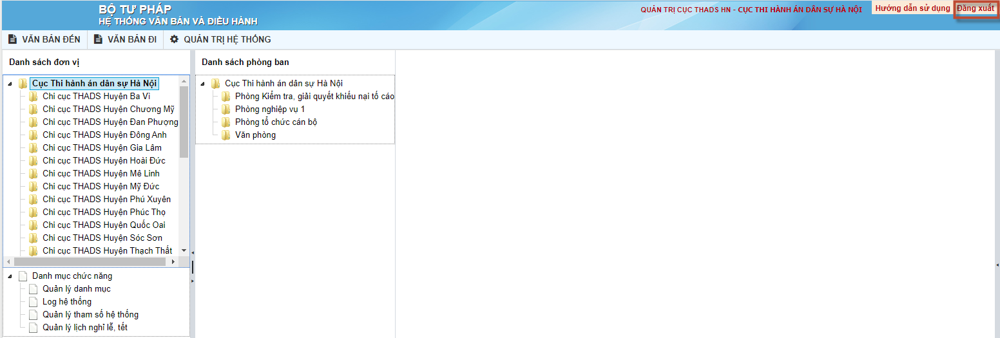 BỘ TƯ PHÁP
HỆ THỐNG VĂN BẢN VÀ ĐIỀU HÀNH
QUẢN TRỊ CỤC THADS HN - CỤC THI HÀNH ÁN DÂN SỰ HÀ NỘI
Hướng dẫn sử dụng
Đăng xuất
VĂN BẢN ĐẾN
VĂN BẢN ĐI
QUẢN TRỊ HỆ THỐNG
Danh sách đơn vị
Cục Thi hành án dân sự Hà Nội
Chi cục THADS Huyện Ba Vì
Chi cục THADS Huyện Chương Mỹ
Chi cục THADS Huyện Đan Phượng
Chi cục THADS Huyện Đông Anh
Chi cục THADS Huyện Gia Lâm
Chi cục THADS Huyện Hoài Đức
Chi cục THADS Huyện Mê Linh
Chi cục THADS Huyện Mỹ Đức
Chi cục THADS Huyện Phú Xuyên
Chi cục THADS Huyện Phúc Thọ
Chi cục THADS Huyện Quốc Oai
Chi cục THADS Huyện Sóc Sơn
Chi cục THADS Huyện Thạch Thất
Danh mục chức năng
Quản lý danh mục
Log hệ thống
Quản lý tham số hệ thống
Quản lý lịch nghỉ lễ, tết
Danh sách phòng ban
Cục Thi hành án dân sự Hà Nội
Phòng Kiểm tra, giải quyết khiếu nại tố cáo
Phòng nghiệp vụ 1
Phòng tổ chức cán bộ
Văn phòng